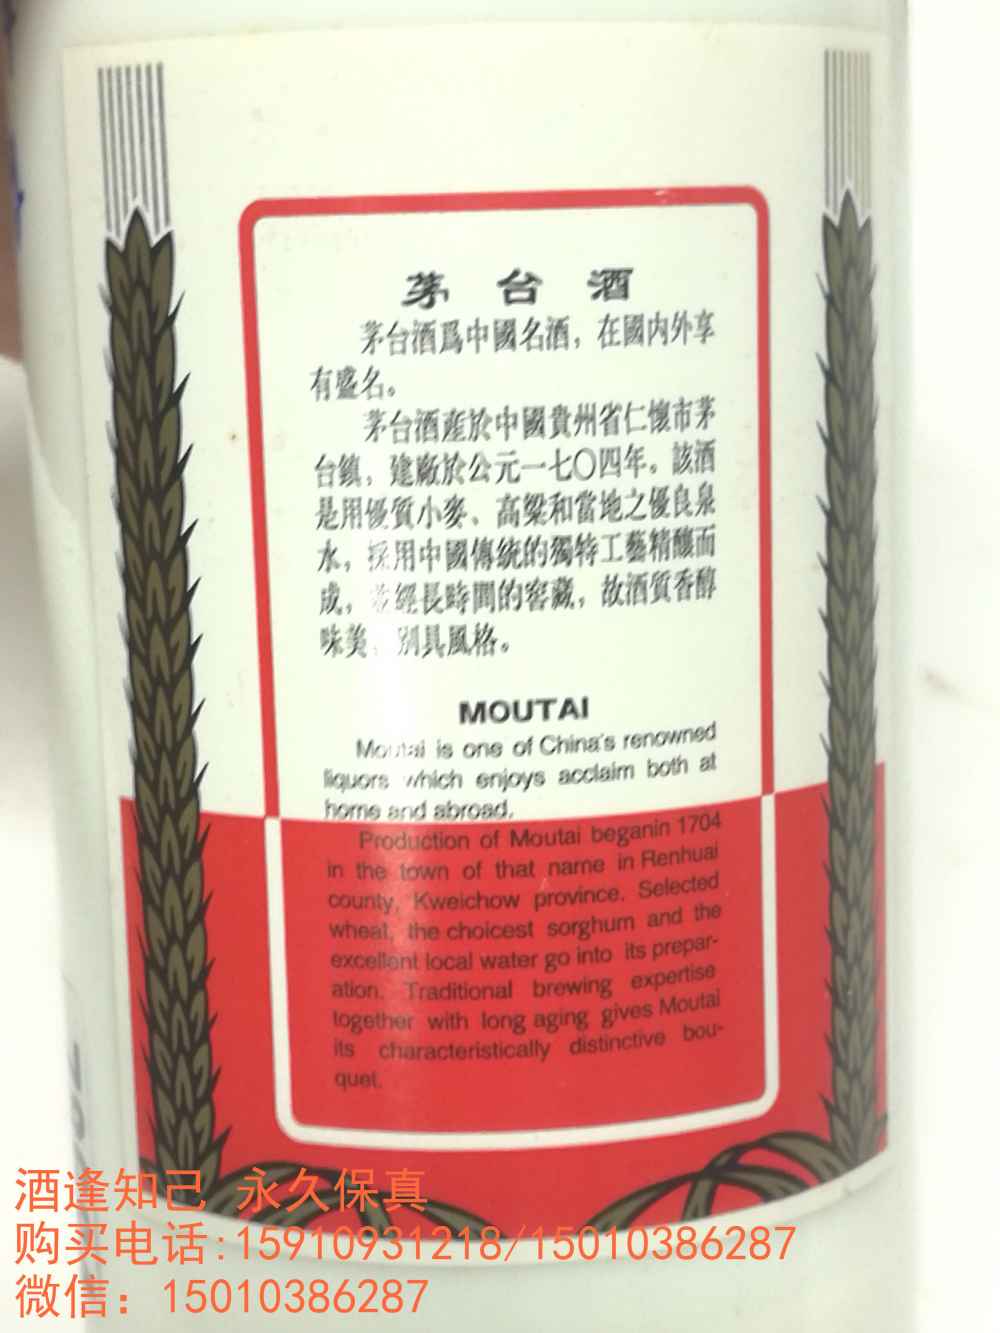 茅台酒
茅台酒爲中國名酒，在國内外享
有盛名。
茅台酒産於中國貴州省仁懷市茅
台鎮，建廠於公元一七〇四年。該酒
是用優質小麥、高粱和當地之優良泉
水，採用中國傳統的獨特工藝精釀而
成，並經長時間的窖藏，故酒質香醇
味美，别具風格。
MOUTAI
Moutai is one of China's renowned
liquors which enjoys acclaim both at
home and abroad.
Production of Moutai beganin 1704
in the town of that name in Renhuai
county, Kweichow province. Selected
wheat, the choicest sorghum and the
excellent local water go into its prepar-
ation. Traditional brewing expertise
together with long aging gives Moutai
its characteristically distinctive bou-
quet.
酒逢知己 永久保真
购买电话:15910931218/15010386287
微信：15010386287